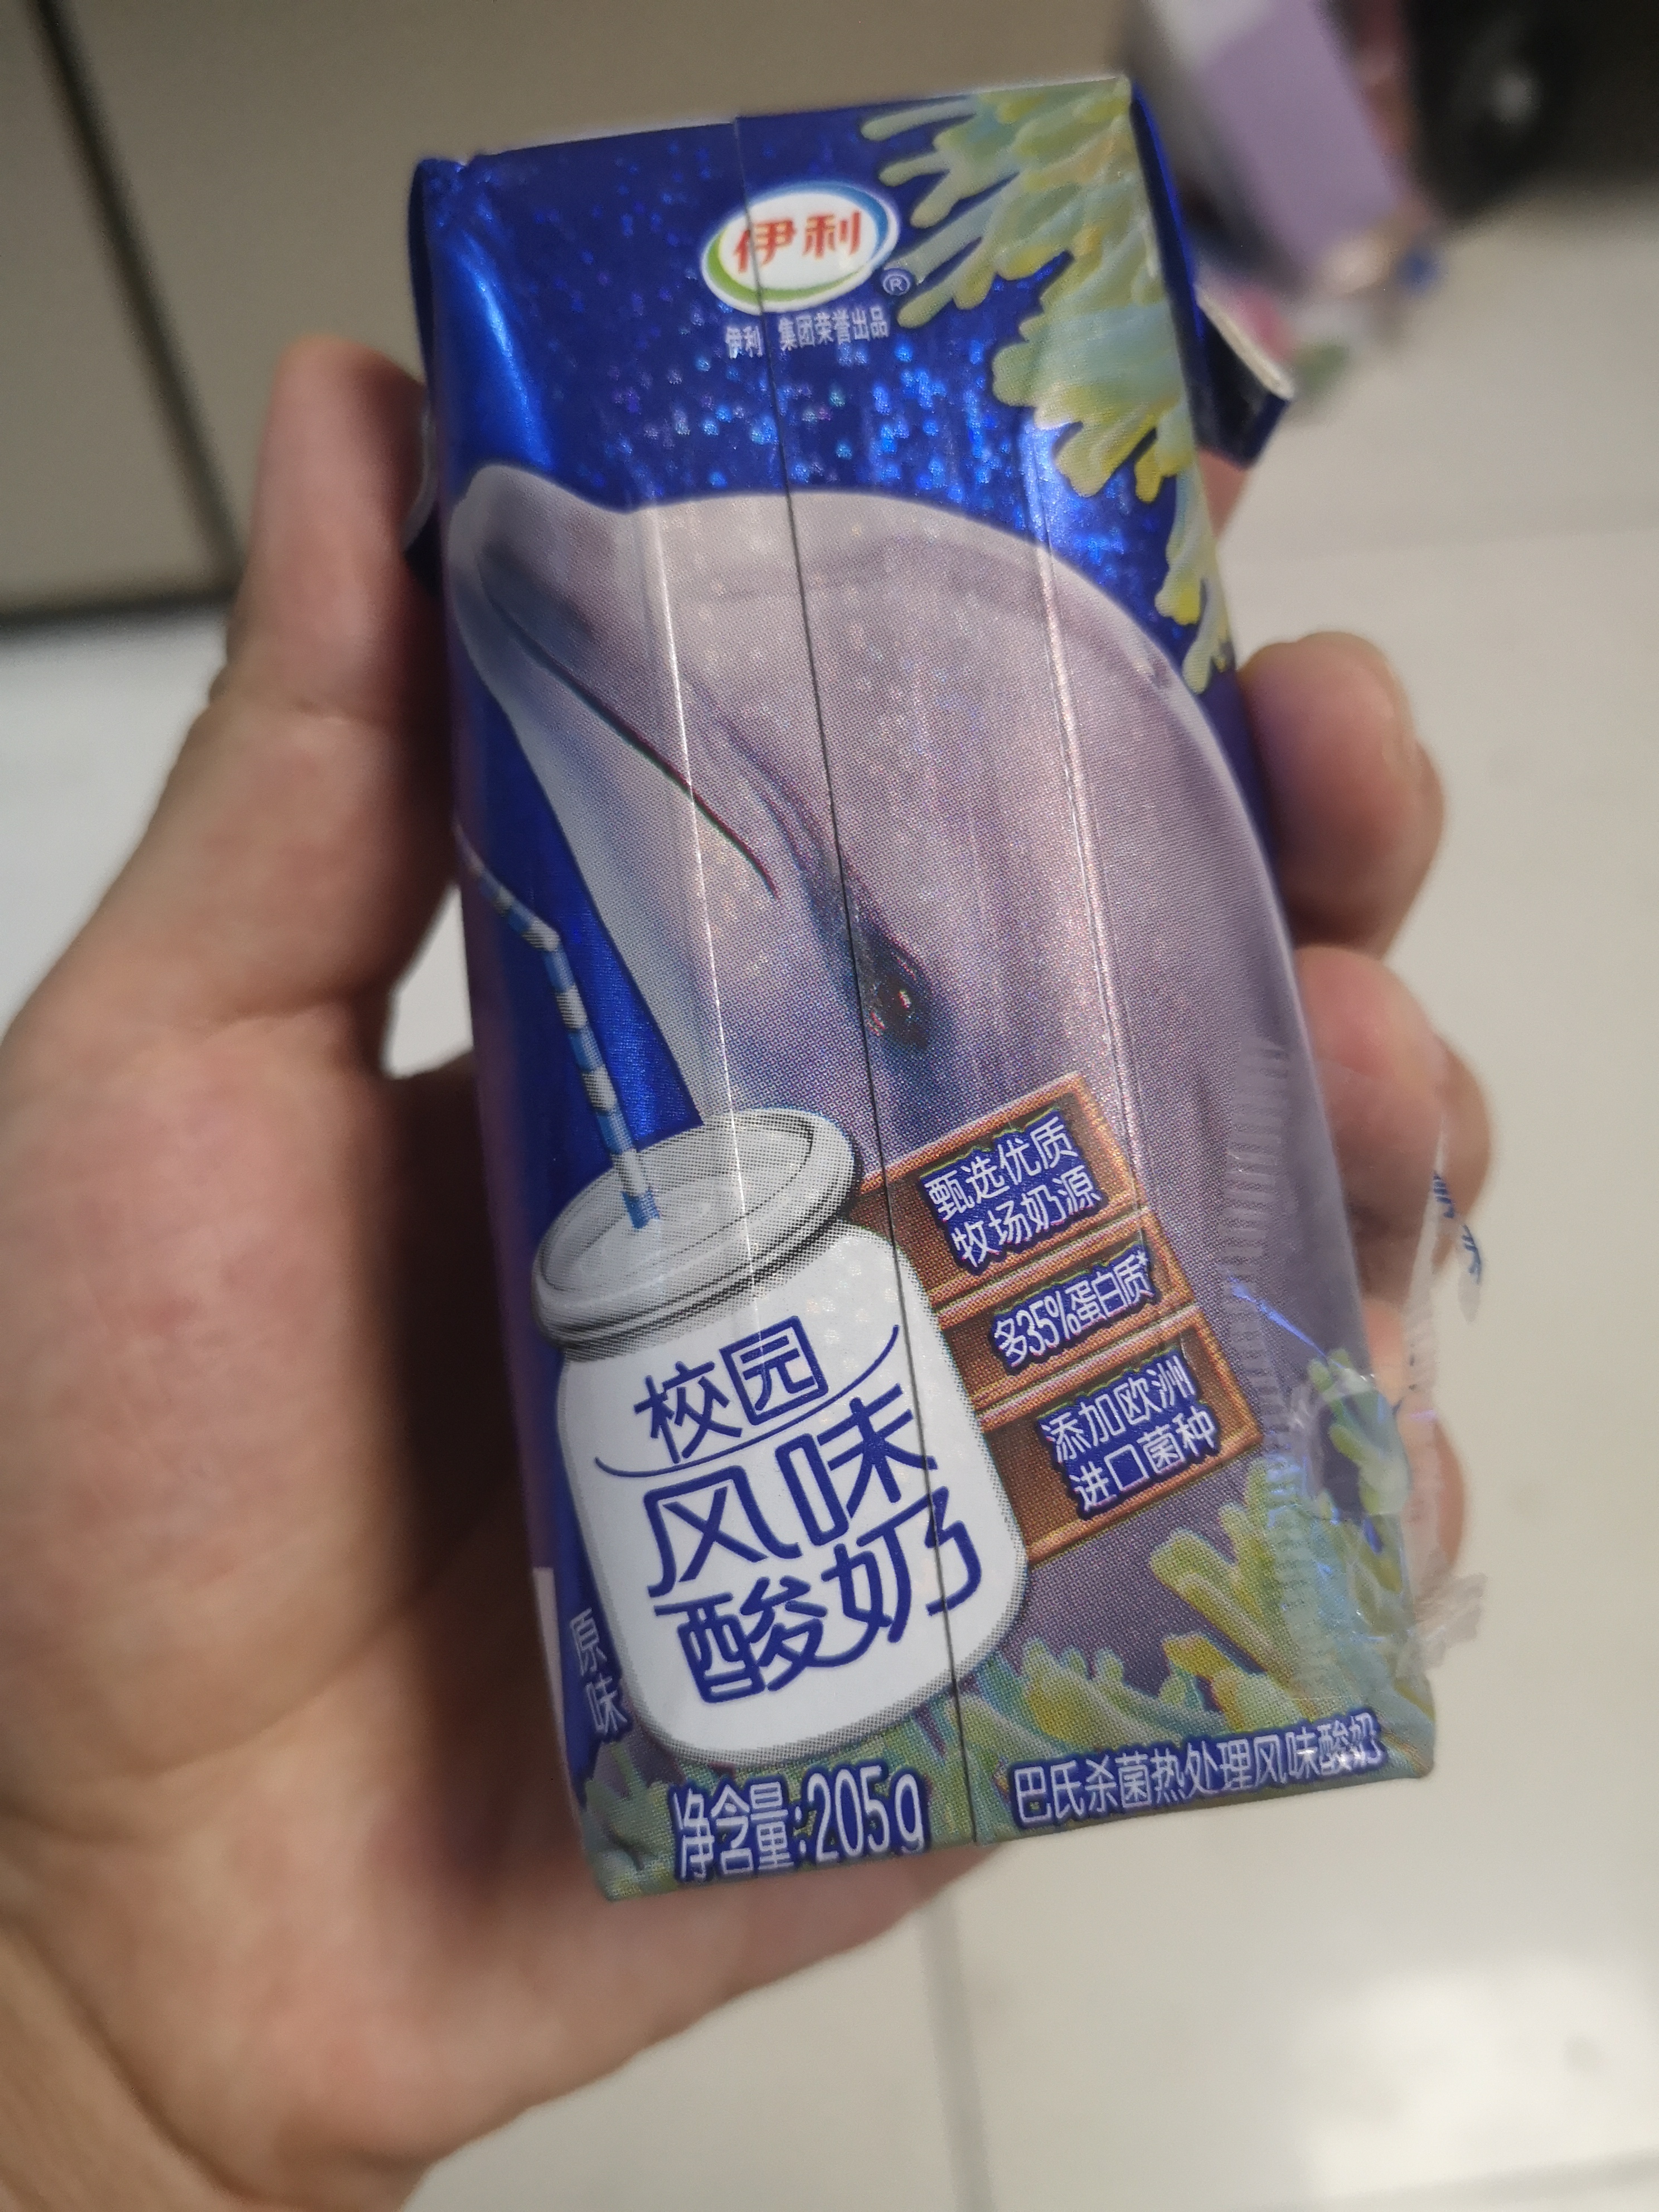 伊利
®
伊利集团荣誉出品
甄选优质
牧场奶源
多35%蛋白质*
添加欧洲
进口菌种
校园
风味
酸奶
原味
净含量:205g
巴氏杀菌热处理风味酸奶